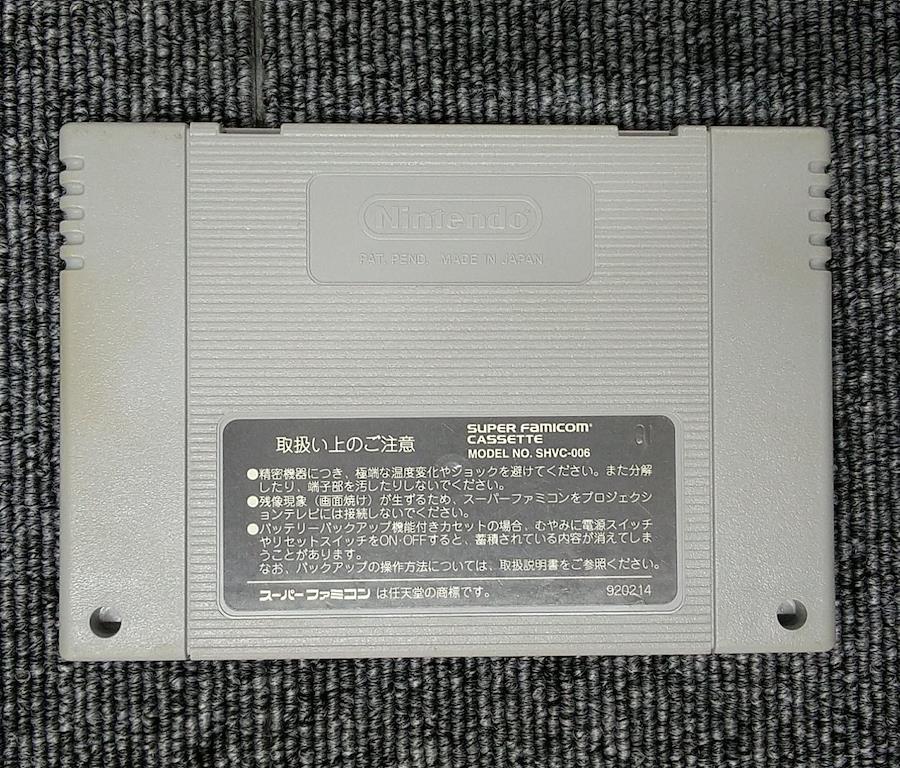 Nintendo®
PAT. PEND. MADE IN JAPAN
取扱い上のご注意
SUPER FAMICOM®
CASSETTE
MODEL NO. SHVC-006
●精密機器につき、極端な温度変化やショックを避けてください。また分解
したり、端子部を汚したりしないでください。
●残像現象（画面焼け）が生ずるため、スーパーファミコンをプロジェクシ
ョンテレビには接続しないでください。
●バッテリーバックアップ機能付きカセットの場合、むやみに電源スイッチ
やリセットスイッチをON·OFFすると、蓄積されている内容が消えてしま
うことがあります。
なお、バックアップの操作方法については、取扱説明書をご参照ください。
スーパーファミコン は任天堂の商標です。
920214